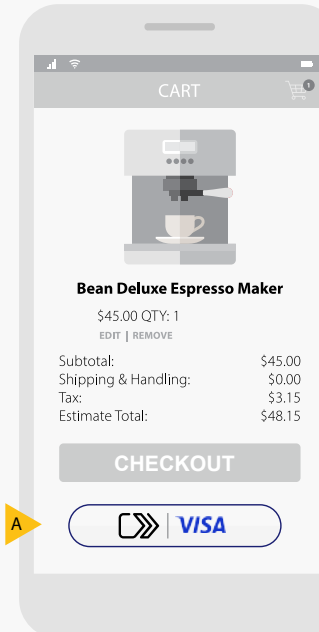 CART
1
Bean Deluxe Espresso Maker
$45.00 QTY: 1
EDIT | REMOVE
Subtotal: $45.00
Shipping & Handling: $0.00
Tax: $3.15
Estimate Total: $48.15
CHECKOUT
A
VISA